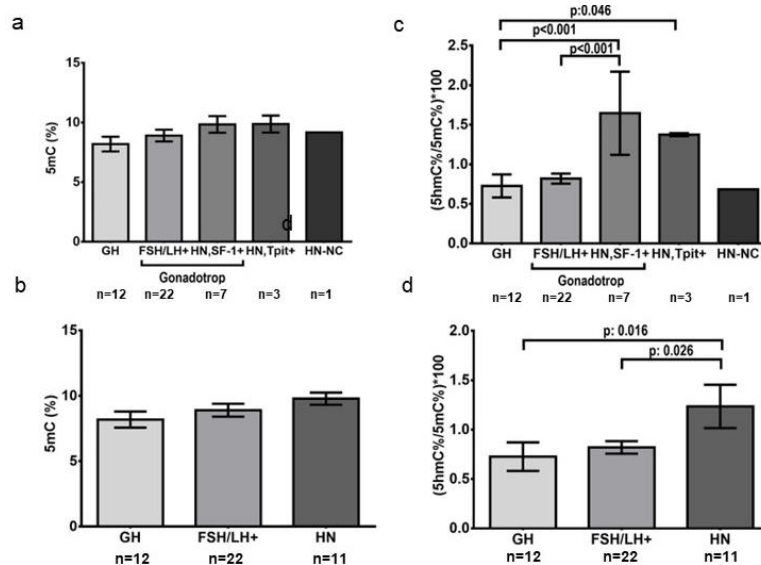 a
5mC (%)
15
10
5
0
d
GH FSH/LH+ HN,SF-1+ HN,Tpit+ HN-NC
Gonadotrop
n=12 n=22 n=7 n=3 n=1
b
5mC (%)
15
10
5
0
GH FSH/LH+ HN
n=12 n=22 n=11
c
p:0.046
p<0.001
p<0.001
(5hmC%/5mC%)*100
2.5
2.0
1.5
1.0
0.5
0.0
GH FSH/LH+ HN,SF-1+ HN,Tpit+ HN-NC
Gonadotrop
n=12 n=22 n=7 n=3 n=1
d
p: 0.016
p: 0.026
(5hmC%/5mC%)*100
2.0
1.5
1.0
0.5
0.0
GH FSH/LH+ HN
n=12 n=22 n=11